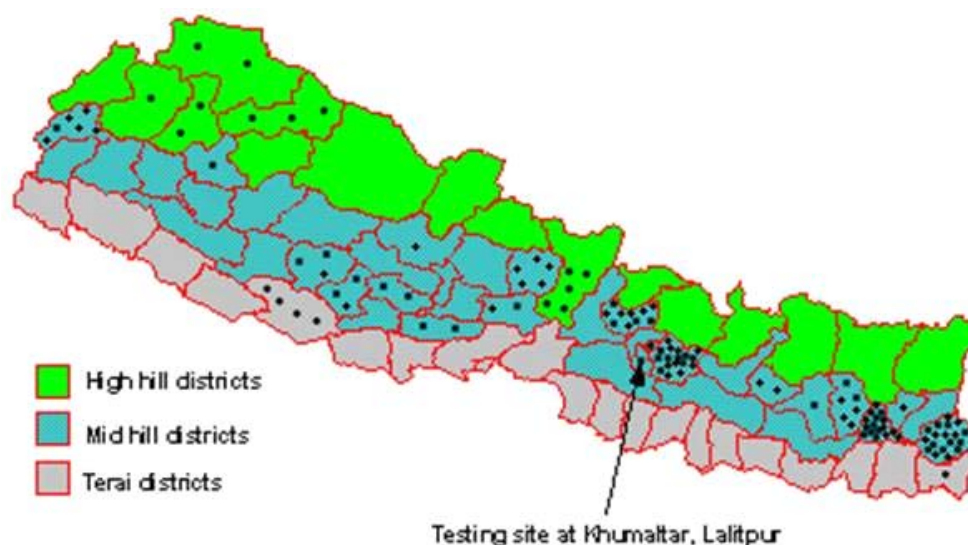 High hill districts
Mid hill districts
Terai districts
Testing site at Khumaltar, Lalitpur